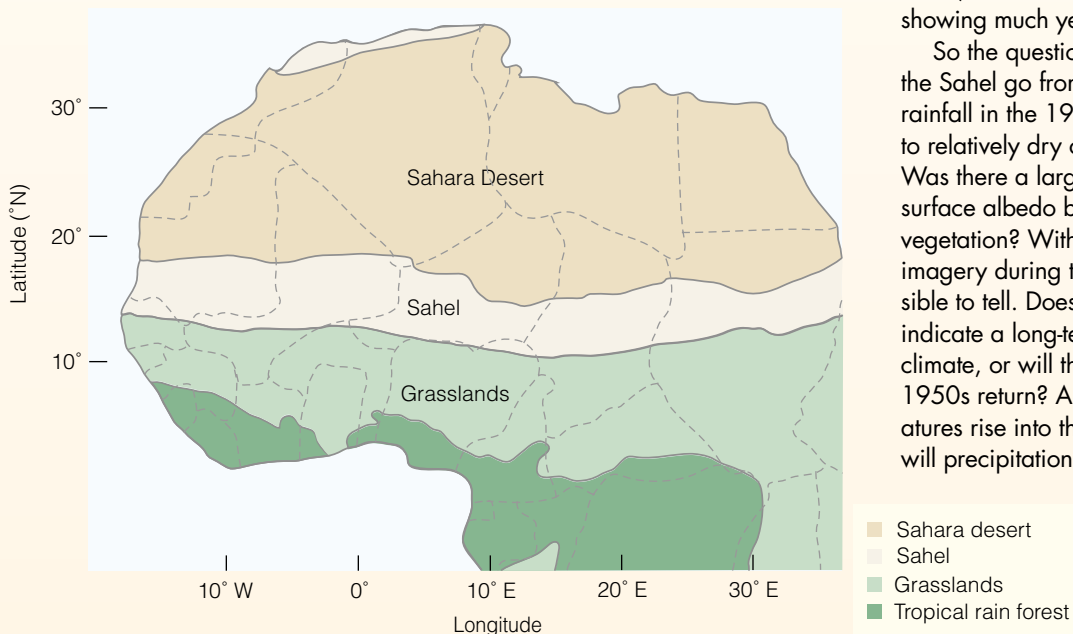 30°
20°
10°
Latitude (°N)
Sahara Desert
Sahel
Grasslands
10° W
0°
10° E
20° E
30° E
Longitude
showing much ye
So the questio
the Sahel go from
rainfall in the 19
to relatively dry
Was there a larg
surface albedo b
vegetation? With
imagery during t
sible to tell. Does
indicate a long-te
climate, or will th
1950s return? A
atures rise into th
will precipitation
Sahara desert
Sahel
Grasslands
Tropical rain forest